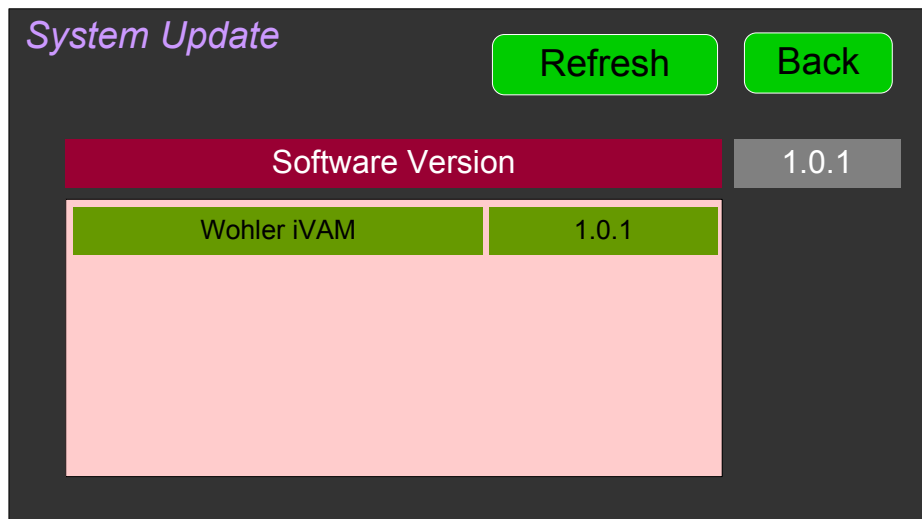 System Update
Refresh
Back
Software Version
1.0.1
Wohler iVAM
1.0.1